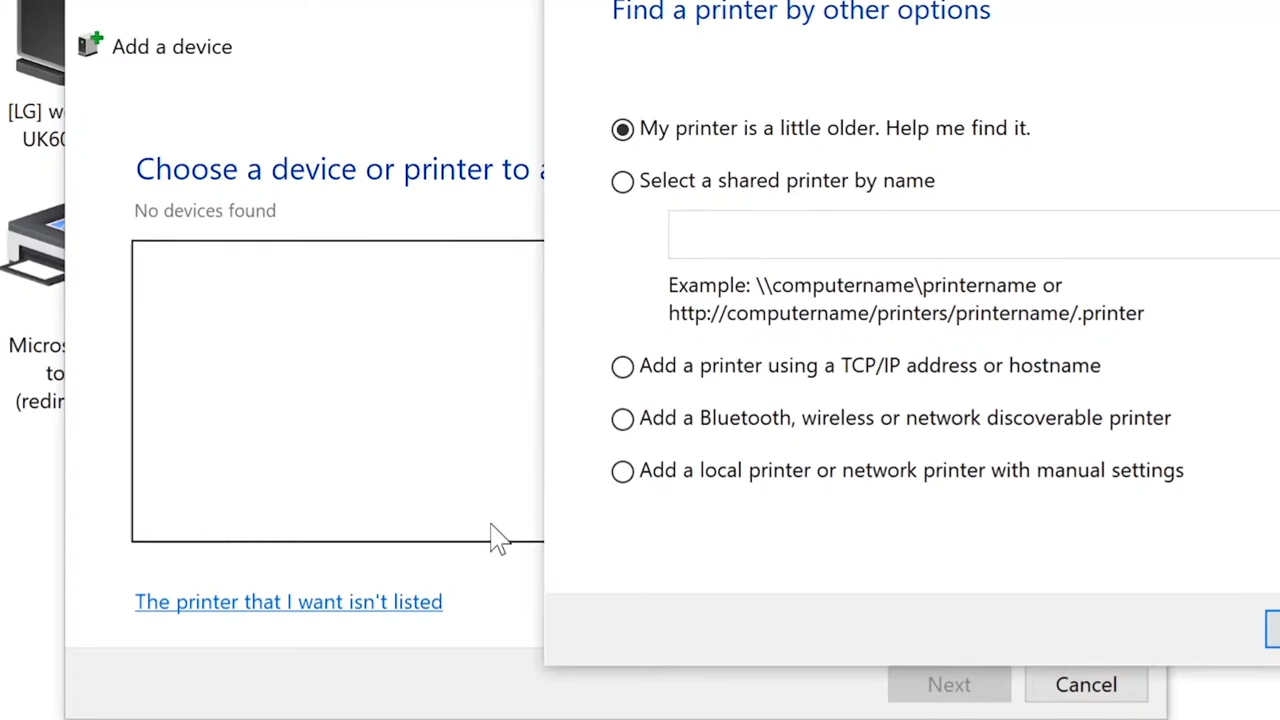 Find a printer by other options
Add a device
[LG] w
UK60
Choose a device or printer to
No devices found
My printer is a little older. Help me find it.
Select a shared printer by name
Example: \\computername\printername or
http://computername/printers/printername/.printer
Add a printer using a TCP/IP address or hostname
Add a Bluetooth, wireless or network discoverable printer
Add a local printer or network printer with manual settings
Micros
to
(redir
The printer that I want isn't listed
Next
Cancel